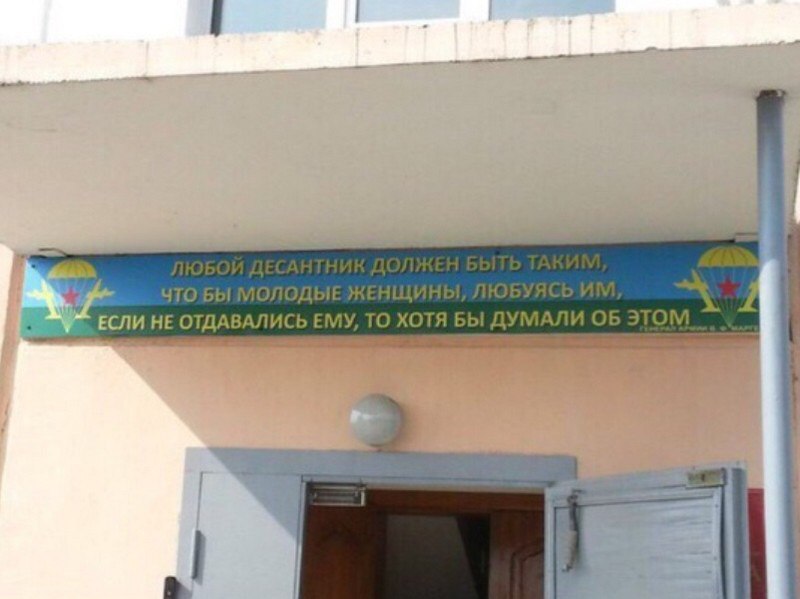 ЛЮБОЙ ДЕСАНТНИК ДОЛЖЕН БЫТЬ ТАКИМ,
ЧТО БЫ МОЛОДЫЕ ЖЕНЩИНЫ, ЛЮБУЯСЬ ИМ,
ЕСЛИ НЕ ОТДАВАЛИСЬ ЕМУ, ТО ХОТЯ БЫ ДУМАЛИ ОБ ЭТОМ
ГЕНЕРАЛ АРМИИ В. Ф. МАРГЕ